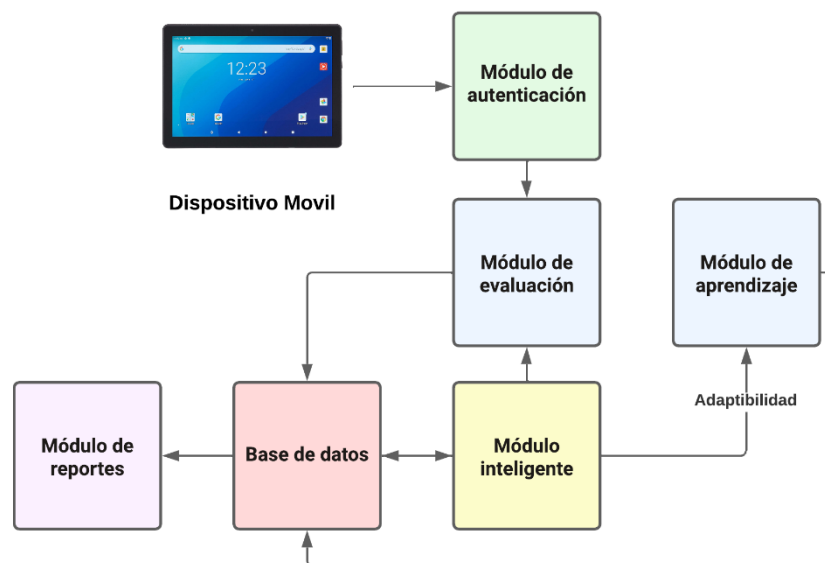 12:23
Módulo de
autenticación
Dispositivo Movil
Módulo de
evaluación
Módulo de
aprendizaje
Adaptibilidad
Módulo de
reportes
Base de datos
Módulo
inteligente